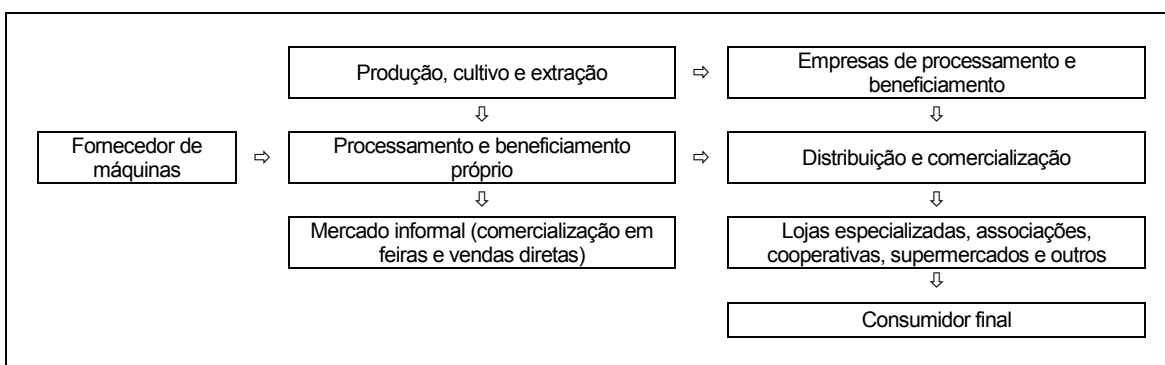 Produção, cultivo e extração
⇨
Empresas de processamento e
beneficiamento
⇩
⇩
Fornecedor de
máquinas
⇨
Processamento e beneficiamento
próprio
⇨
Distribuição e comercialização
⇩
⇩
Mercado informal (comercialização em
feiras e vendas diretas)
Lojas especializadas, associações,
cooperativas, supermercados e outros
⇩
Consumidor final